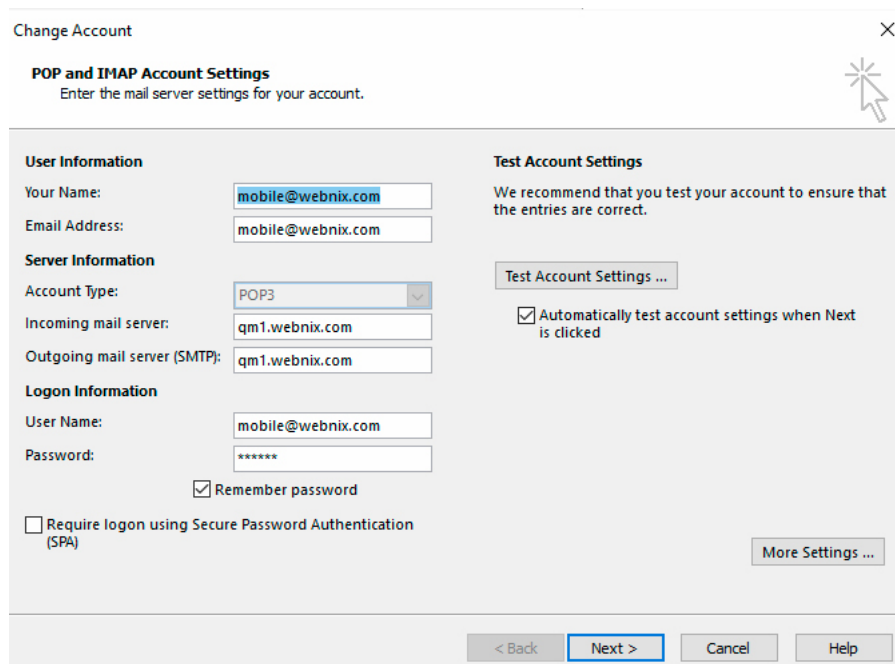 Change Account
POP and IMAP Account Settings
Enter the mail server settings for your account.
User Information
Your Name: mobile@webnix.com
Email Address: mobile@webnix.com
Server Information
Account Type: POP3
Incoming mail server: qm1.webnix.com
Outgoing mail server (SMTP): qm1.webnix.com
Logon Information
User Name: mobile@webnix.com
Password: ******
Remember password
Require logon using Secure Password Authentication
(SPA)
Test Account Settings
We recommend that you test your account to ensure that
the entries are correct.
Test Account Settings ...
Automatically test account settings when Next
is clicked
More Settings ...
< Back Next > Cancel Help